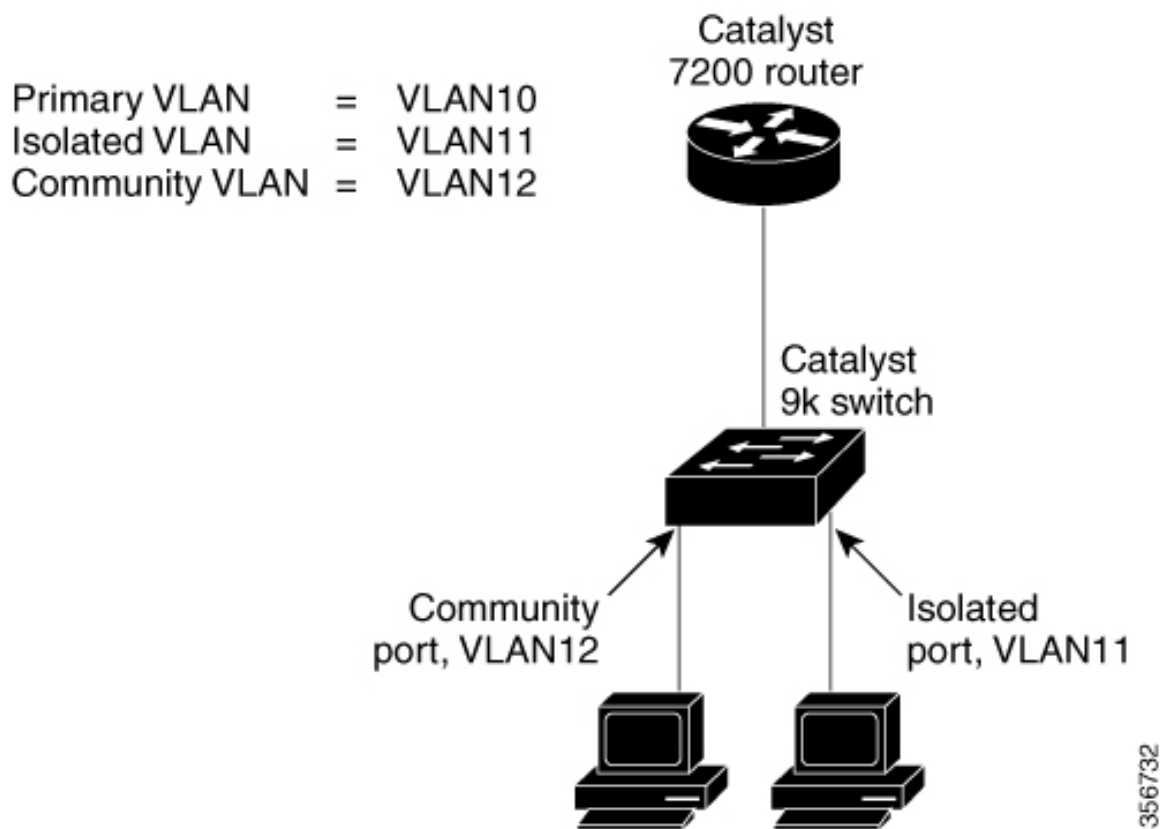 Catalyst
7200 router
Primary VLAN = VLAN10
Isolated VLAN = VLAN11
Community VLAN = VLAN12
Catalyst
9k switch
Community
port, VLAN12
Isolated
port, VLAN11
356732